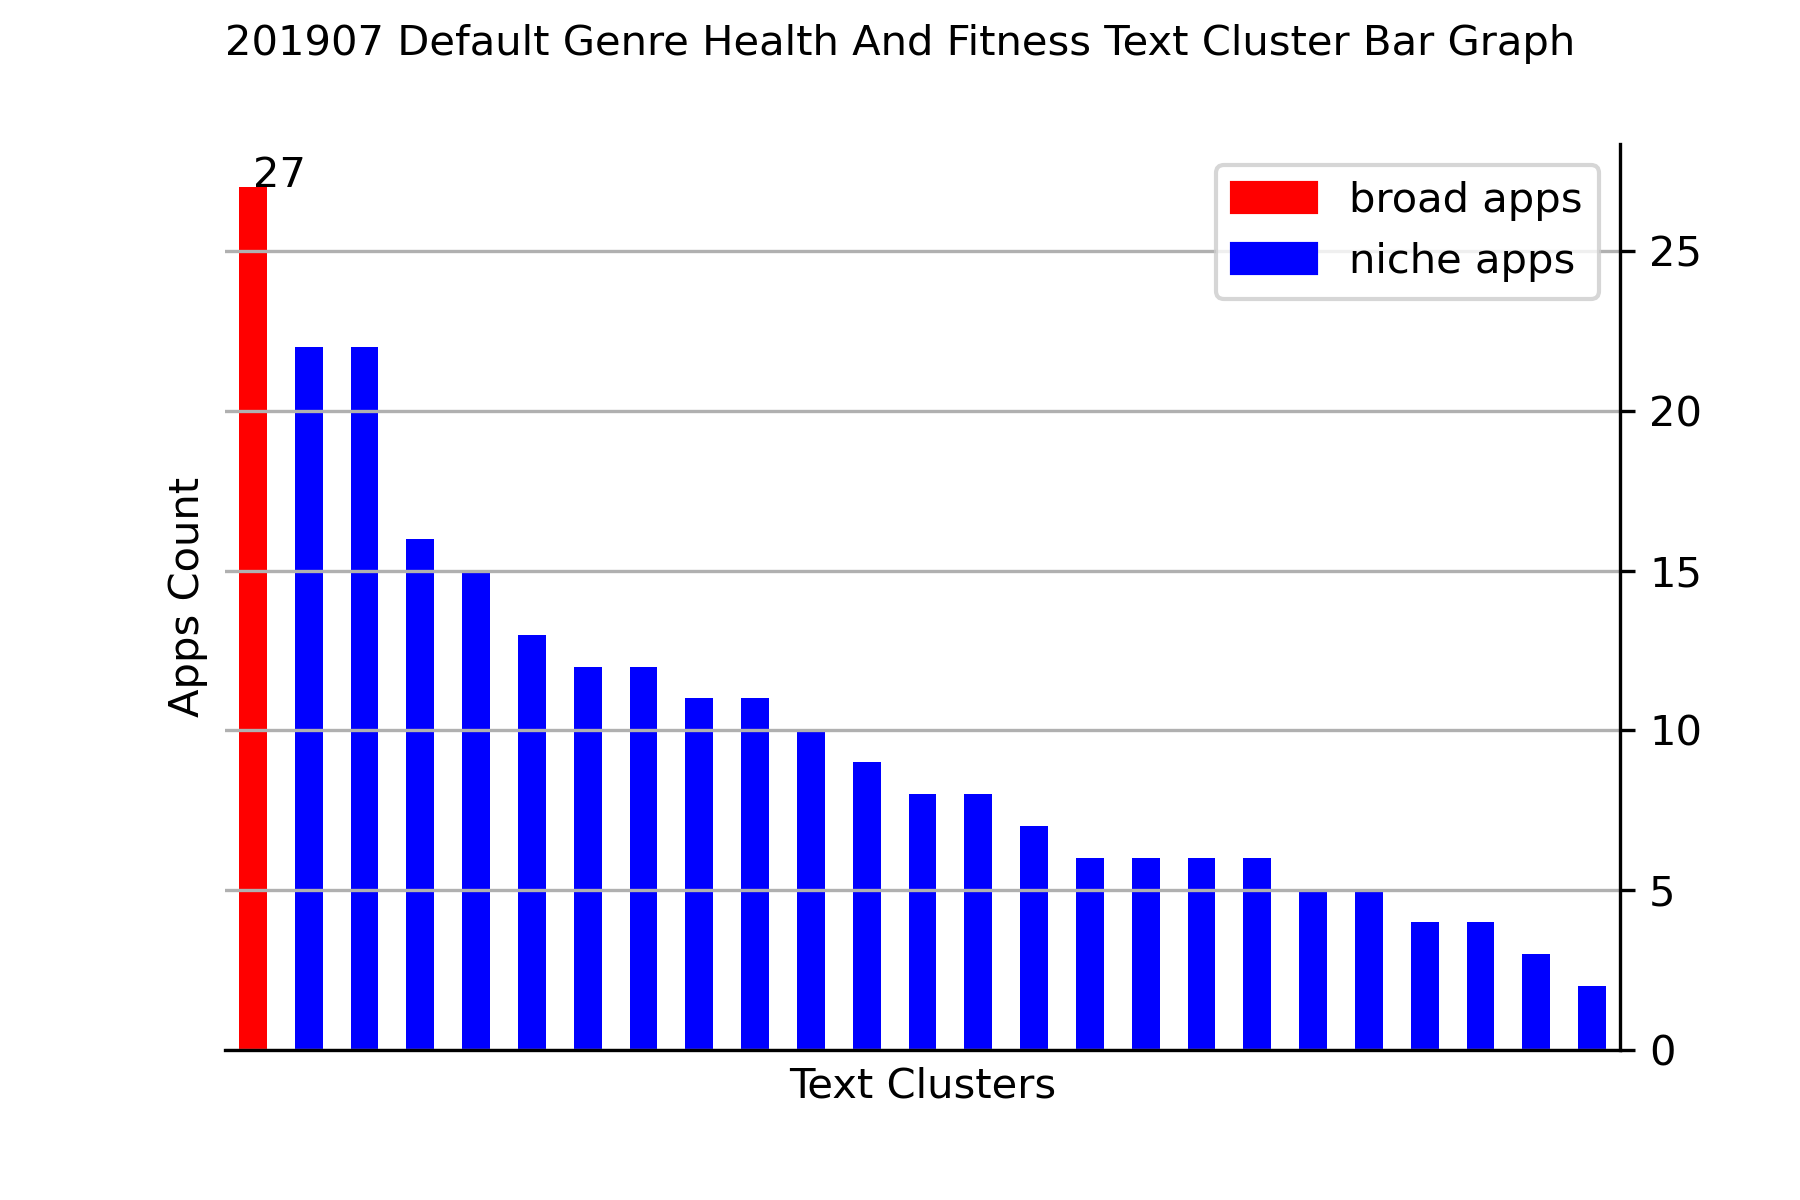 201907 Default Genre Health And Fitness Text Cluster Bar Graph
27
broad apps
niche apps
25
20
15
10
5
0
Apps Count
Text Clusters